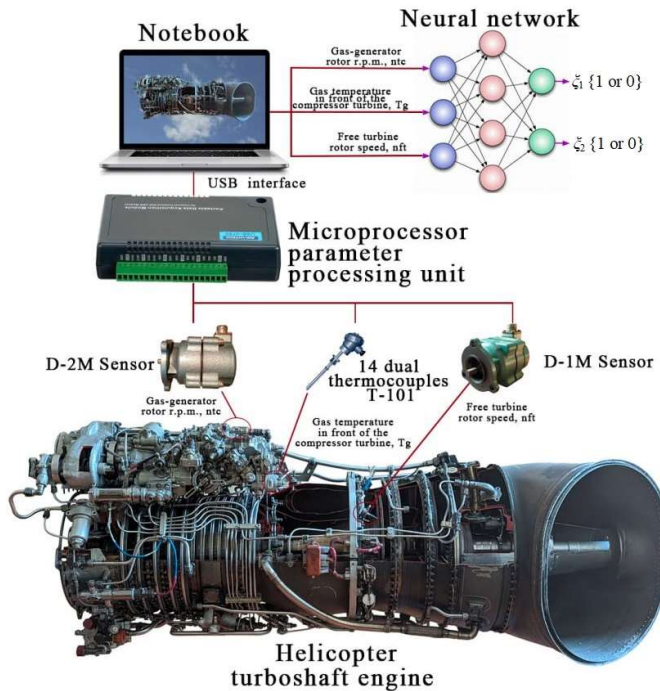 Neural network
Notebook
Gas-generator
rotor r.p.m., ntc
Gas temperature
in front of the
compressor turbine, Tg
Free turbine
rotor speed, nft
ξ1 {1 or 0}
ξ2 {1 or 0}
USB interface
Microprocessor
parameter
processing unit
D-2M Sensor
14 dual
thermocouples
T-101
D-1M Sensor
Gas-generator
rotor r.p.m., ntc
Gas temperature
in front of the
compressor turbine, Tg
Free turbine
rotor speed, nft
Helicopter
turboshaft engine